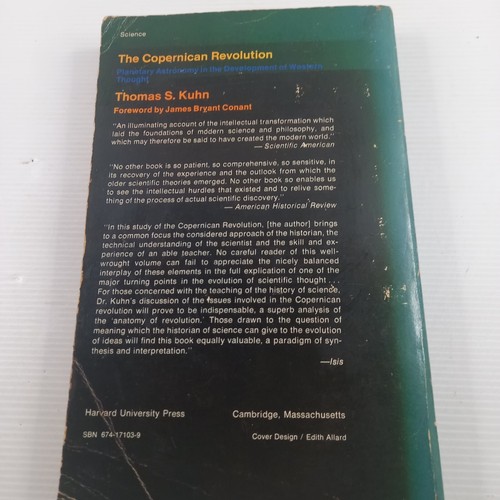 Science
The Copernican Revolution
Planetary Astronomy in the Development of Western
Thought
Thomas S. Kuhn
Foreword by James Bryant Conant
"An illuminating account of the intellectual transformation which
laid the foundations of modern science and philosophy, and
which may therefore be said to have created the modern world."
— Scientific American
"No other book is so patient, so comprehensive, so sensitive, in
its recovery of the experience and the outlook from which the
older scientific theories emerged. No other book so enables us
to see the intellectual hurdles that existed and to relive some-
thing of the process of actual scientific discovery."
— American Historical Review
"In this study of the Copernican Revolution, [the author] brings
to a common focus the considered approach of the historian, the
technical understanding of the scientist and the skill and ex-
perience of an able teacher. No careful reader of this well-
wrought volume can fail to appreciate the nicely balanced
interplay of these elements in the full explication of one of the
major turning points in the evolution of scientific thought . . .
For those concerned with the teaching of the history of science,
Dr. Kuhn's discussion of the issues involved in the Copernican
revolution will prove to be indispensable, a superb analysis of
the 'anatomy of revolution.' Those drawn to the question of
meaning which the historian of science can give to the evolution
of ideas will find this book equally valuable, a paradigm of syn-
thesis and interpretation."
—Isis
Harvard University Press Cambridge, Massachusetts
SBN 674-17103-9 Cover Design / Edith Allard